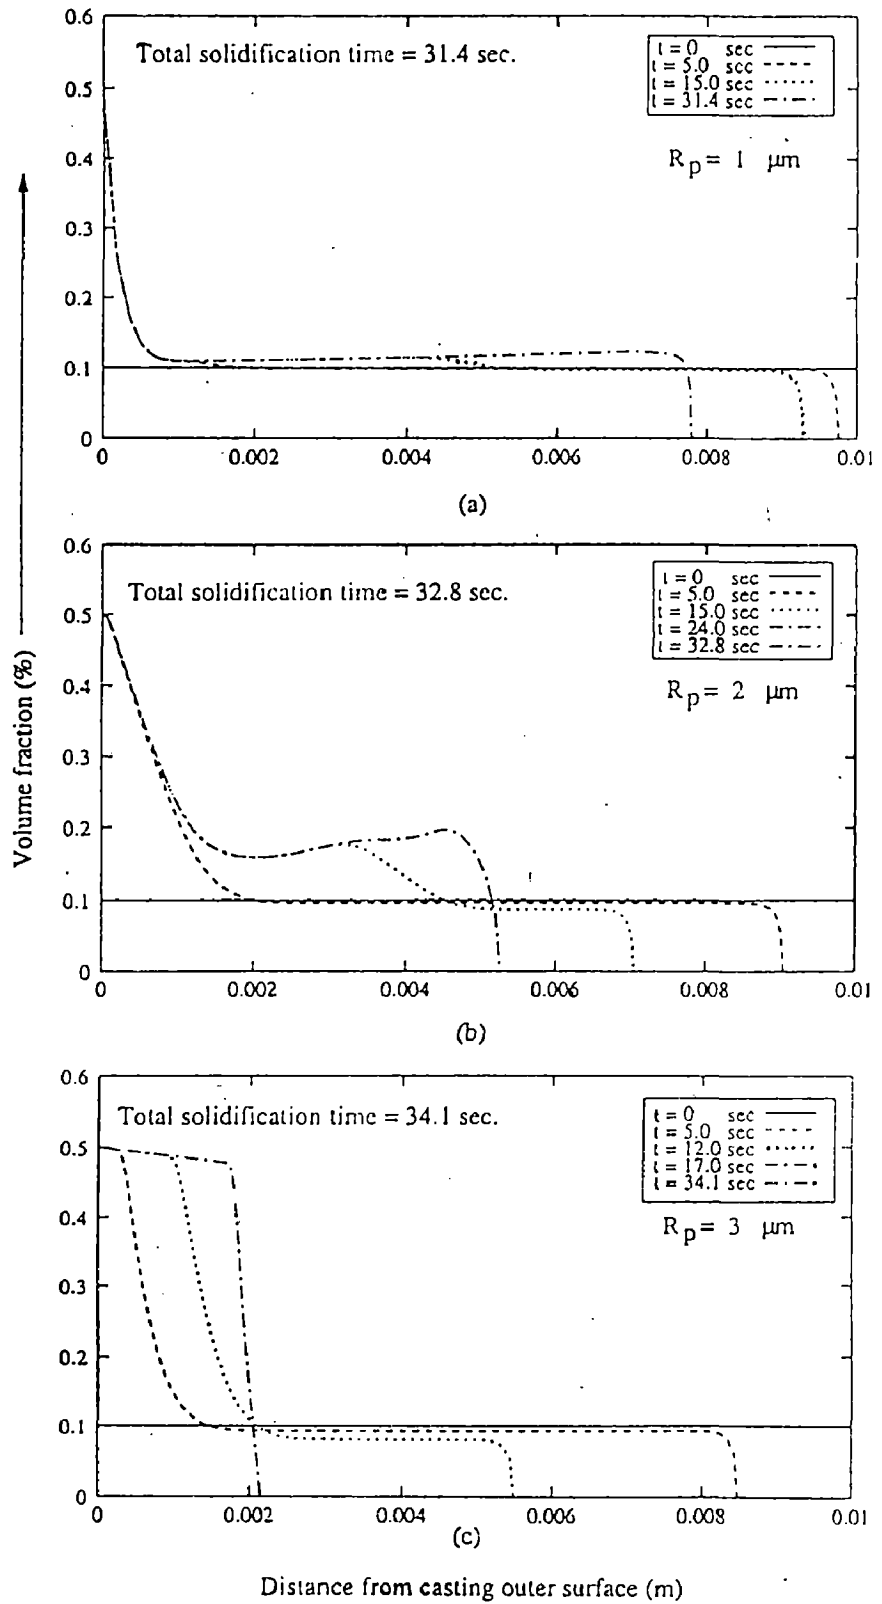 0.6
Total solidification time = 31.4 sec.
t = 0 sec
t = 5.0 sec
t = 15.0 sec
t = 31.4 sec
0.5
Rp = 1 μm
0.4
0.3
0.2
0.1
0
0 0.002 0.004 0.006 0.008 0.01
(a)
Volume fraction (%)
0.6
Total solidification time = 32.8 sec.
t = 0 sec
t = 5.0 sec
t = 15.0 sec
t = 24.0 sec
t = 32.8 sec
0.5
Rp = 2 μm
0.4
0.3
0.2
0.1
0
0 0.002 0.004 0.006 0.008 0.01
(b)
0.6
Total solidification time = 34.1 sec.
t = 0 sec
t = 5.0 sec
t = 12.0 sec
t = 17.0 sec
t = 34.1 sec
0.5
Rp = 3 μm
0.4
0.3
0.2
0.1
0
0 0.002 0.004 0.006 0.008 0.01
(c)
Distance from casting outer surface (m)